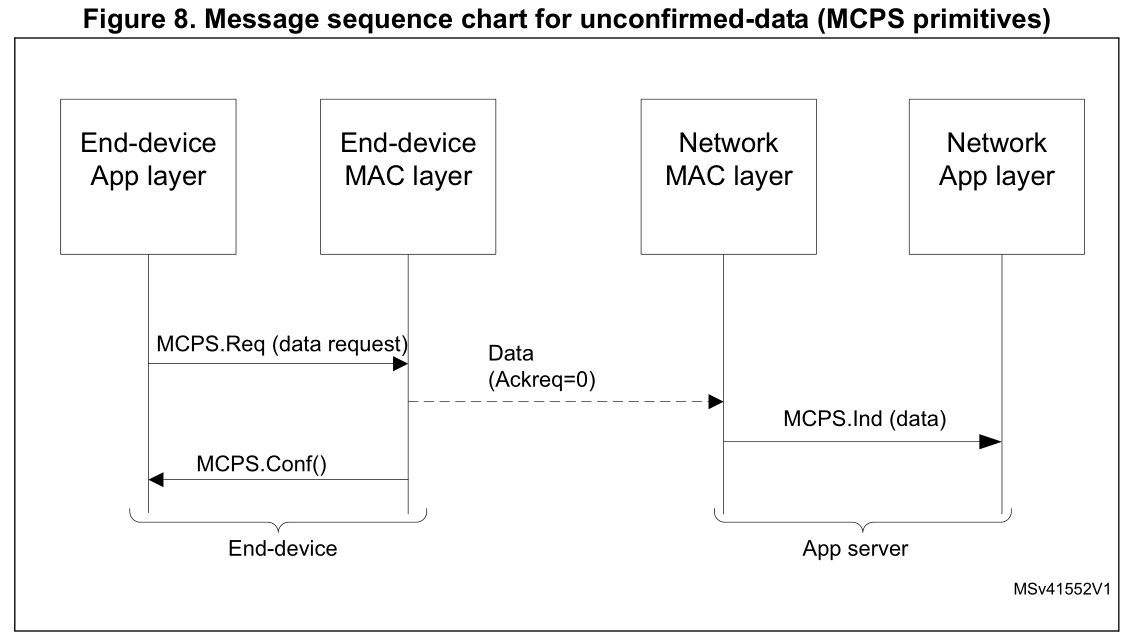 Figure 8. Message sequence chart for unconfirmed-data (MCPS primitives)
End-device
App layer
End-device
MAC layer
Network
MAC layer
Network
App layer
MCPS.Req (data request)
Data
(Ackreq=0)
MCPS.Ind (data)
MCPS.Conf()
End-device
App server
MSv41552V1